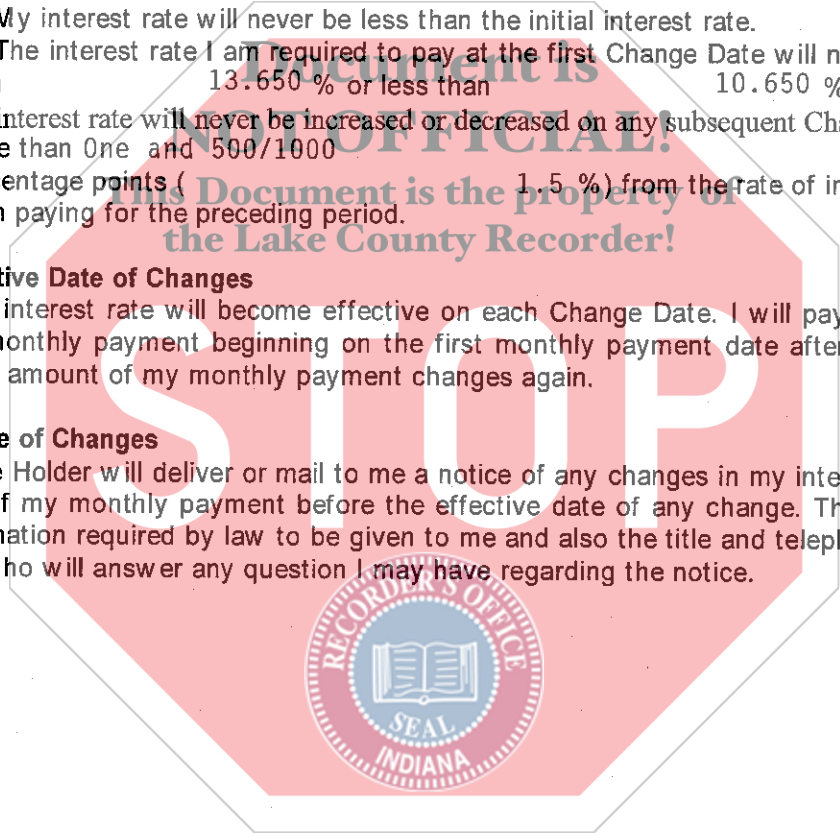 My interest rate will never be less than the initial interest rate.
The interest rate I am required to pay at the first Change Date will n
13.650 % or less than 10.650 %
interest rate will never be increased or decreased on any subsequent Cha
e than One and 500/1000
entage points ( 1.5 %) from the rate of in
n paying for the preceding period.
tive Date of Changes
interest rate will become effective on each Change Date. I will pay
onthly payment beginning on the first monthly payment date after
amount of my monthly payment changes again.
e of Changes
e Holder will deliver or mail to me a notice of any changes in my inte
f my monthly payment before the effective date of any change. Th
nation required by law to be given to me and also the title and telepl
ho will answer any question I may have regarding the notice.
Document is
NOT OFFICIAL!
This Document is the property of
the Lake County Recorder!
STOP
RECORDER'S OFFICE
SEAL
INDIANA